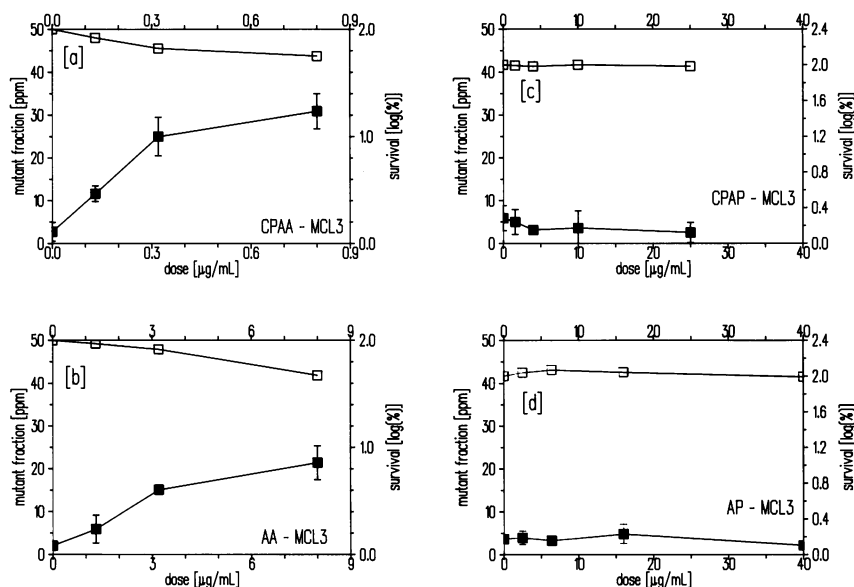 0.0 0.3 0.6 0.9
50 40 30 20 10 0
mutant fraction [ppm]
[a]
2.0 1.0 0.0
survival [log(%)]
CPAA - MCL3
0.0 0.3 0.6 0.9
dose [µg/mL]
0 10 20 30 40
50 40 30 20 10 0
mutant fraction [ppm]
[c]
2.4 2.0 1.6 1.2 0.8 0.4 0.0
survival [log(%)]
CPAP - MCL3
0 10 20 30 40
dose [µg/mL]
0 3 6 9
50 40 30 20 10 0
mutant fraction [ppm]
[b]
2.0 1.0 0.0
survival [log(%)]
AA - MCL3
0 3 6 9
dose [µg/mL]
0 10 20 30 40
50 40 30 20 10 0
mutant fraction [ppm]
[d]
2.4 2.0 1.6 1.2 0.8 0.4 0.0
survival [log(%)]
AP - MCL3
0 10 20 30 40
dose [µg/mL]